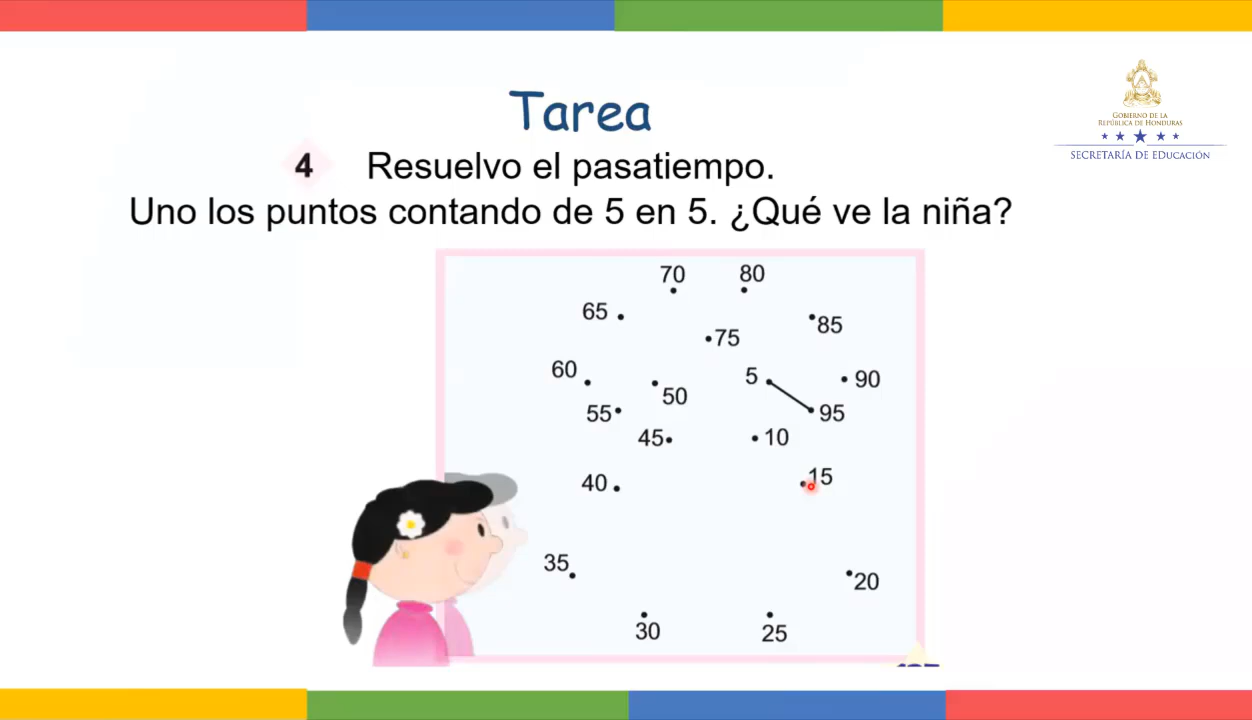 Tarea
GOBIERNO DE LA
REPÚBLICA DE HONDURAS
SECRETARÍA DE EDUCACIÓN
4 Resuelvo el pasatiempo.
Uno los puntos contando de 5 en 5. ¿Qué ve la niña?
70 80
65 85
75
60 5 90
50
55 95
45 10
40 15
35
20
30 25